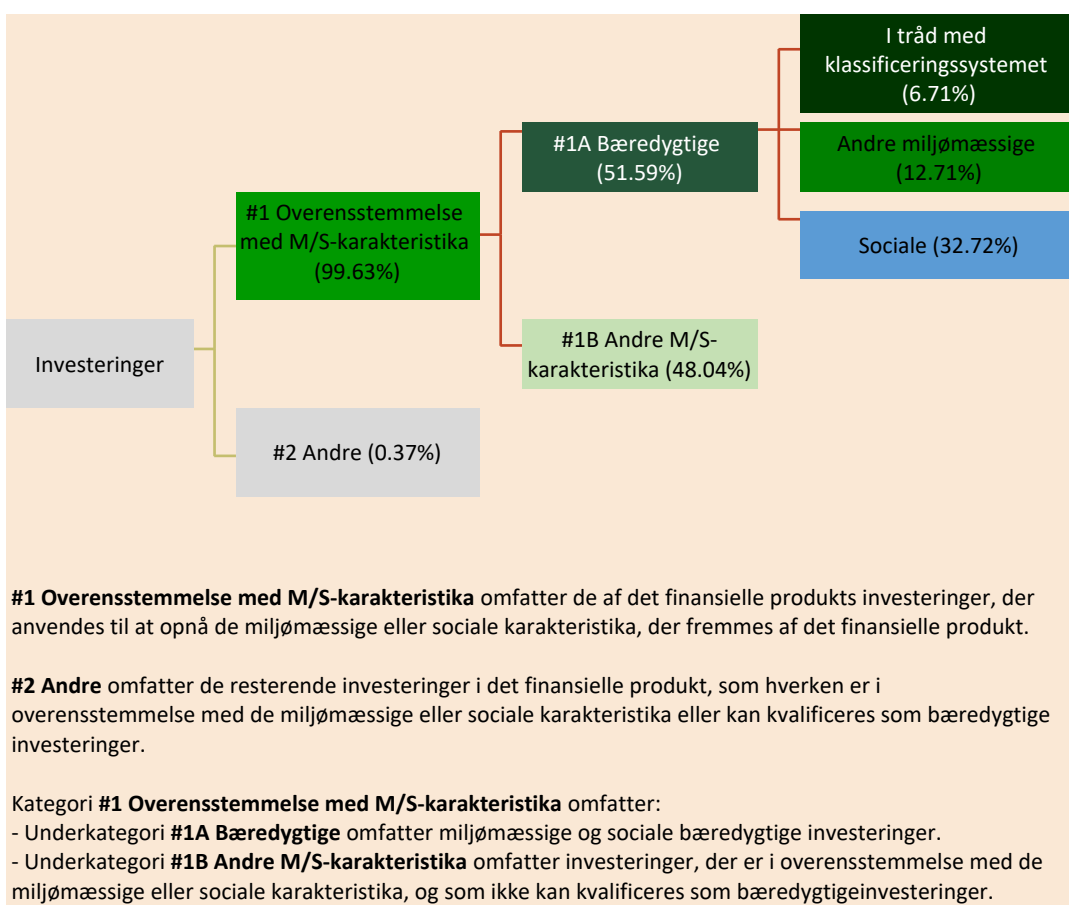 I tråd med
klassificeringssystemet
(6.71%)
#1A Bæredygtige
(51.59%)
Andre miljømæssige
(12.71%)
#1 Overensstemmelse
med M/S-karakteristika
(99.63%)
Sociale (32.72%)
Investeringer
#1B Andre M/S-
karakteristika (48.04%)
#2 Andre (0.37%)
#1 Overensstemmelse med M/S-karakteristika omfatter de af det finansielle produkts investeringer, der
anvendes til at opnå de miljømæssige eller sociale karakteristika, der fremmes af det finansielle produkt.
#2 Andre omfatter de resterende investeringer i det finansielle produkt, som hverken er i
overensstemmelse med de miljømæssige eller sociale karakteristika eller kan kvalificeres som bæredygtige
investeringer.
Kategori #1 Overensstemmelse med M/S-karakteristika omfatter:
- Underkategori #1A Bæredygtige omfatter miljømæssige og sociale bæredygtige investeringer.
- Underkategori #1B Andre M/S-karakteristika omfatter investeringer, der er i overensstemmelse med de
miljømæssige eller sociale karakteristika, og som ikke kan kvalificeres som bæredygtigeinvesteringer.